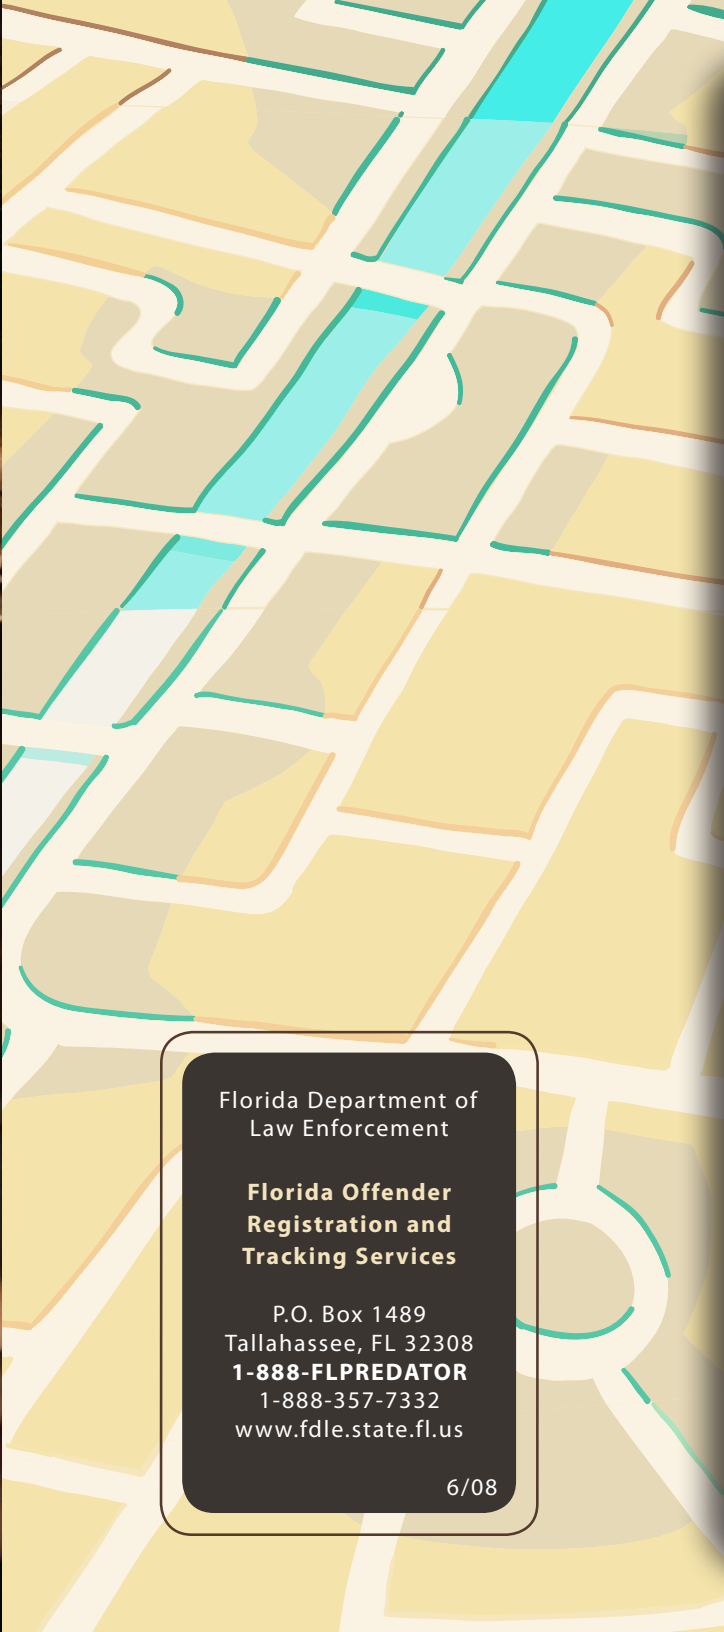 Florida Department of
Law Enforcement
Florida Offender
Registration and
Tracking Services
P.O. Box 1489
Tallahassee, FL 32308
1-888-FLPREDATOR
1-888-357-7332
www.fdle.state.fl.us
6/08